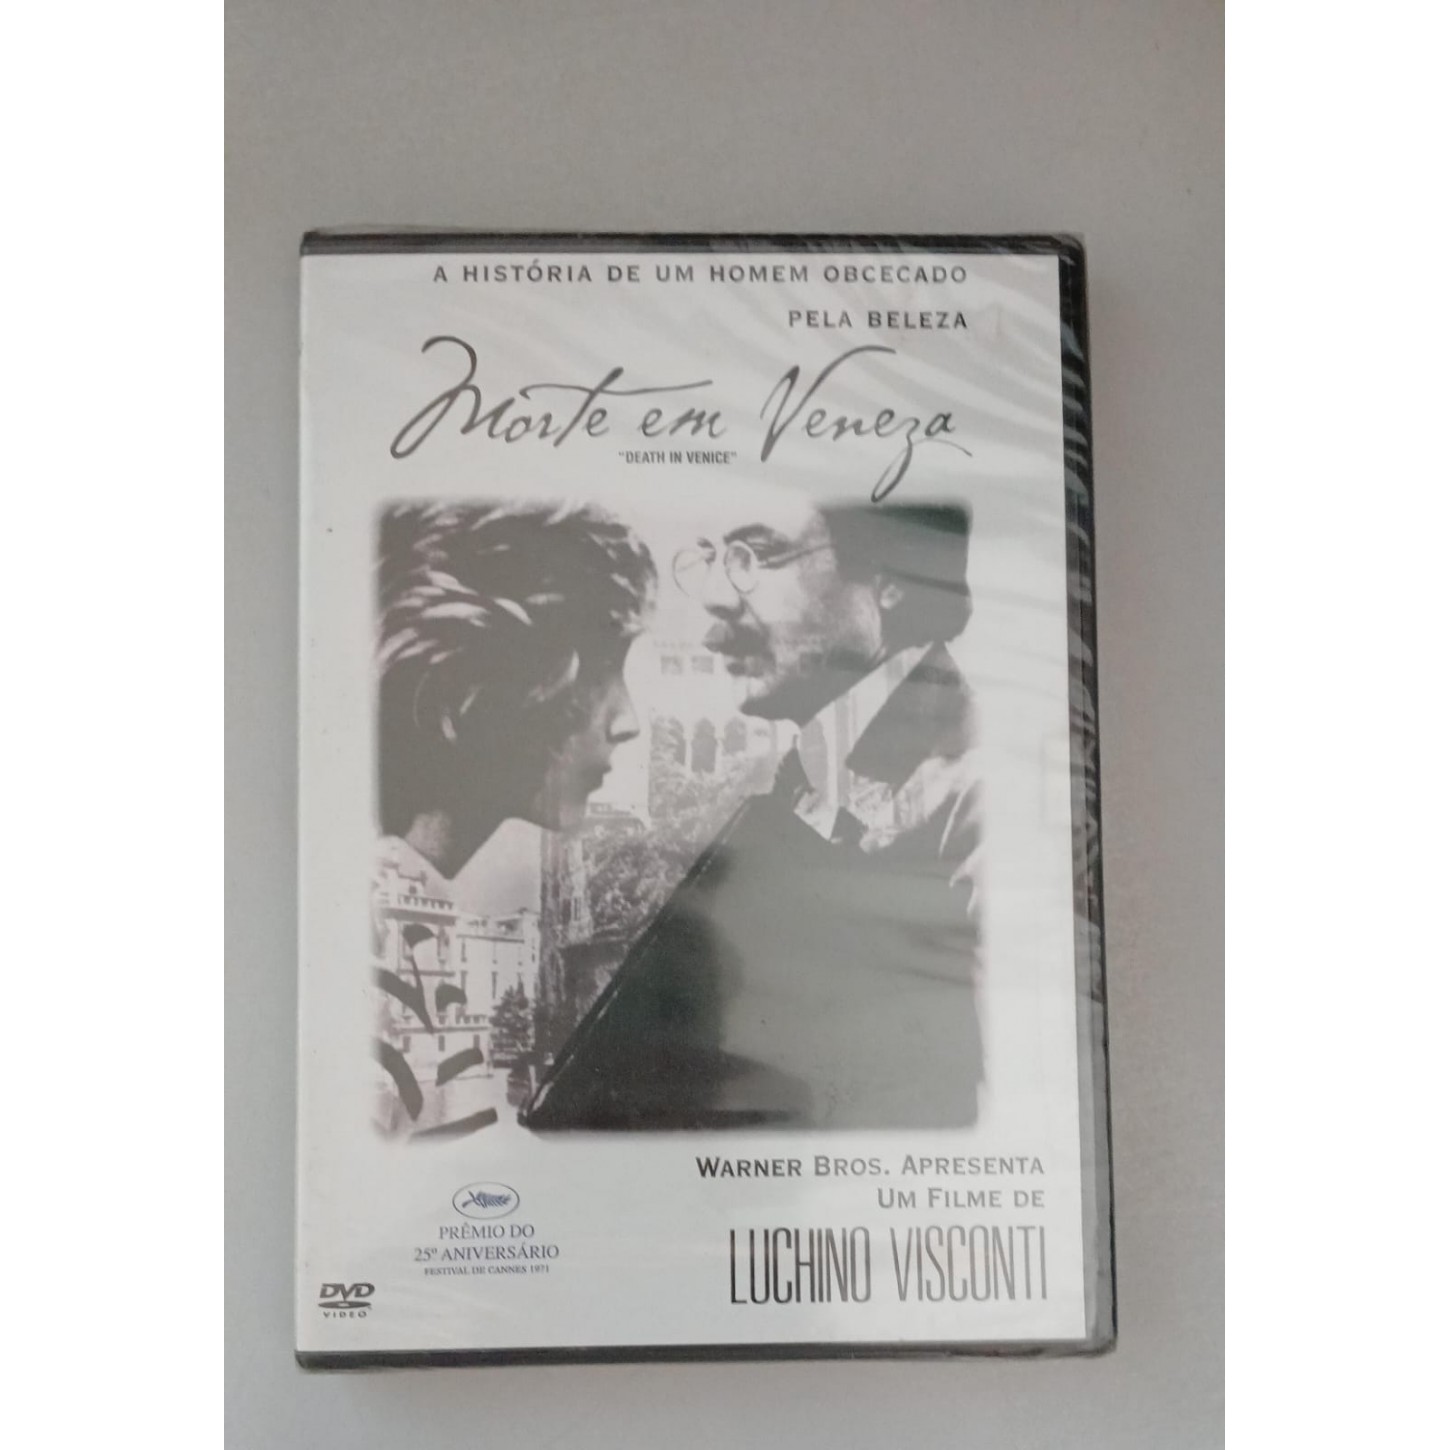 A HISTÓRIA DE UM HOMEM OBCECADO
PELA BELEZA
Morte em Veneza
"DEATH IN VENICE"
WARNER BROS. APRESENTA
UM FILME DE
LUCHINO VISCONTI
PRÊMIO DO
25º ANIVERSÁRIO
FESTIVAL DE CANNES 1971
DVD
VIDEO